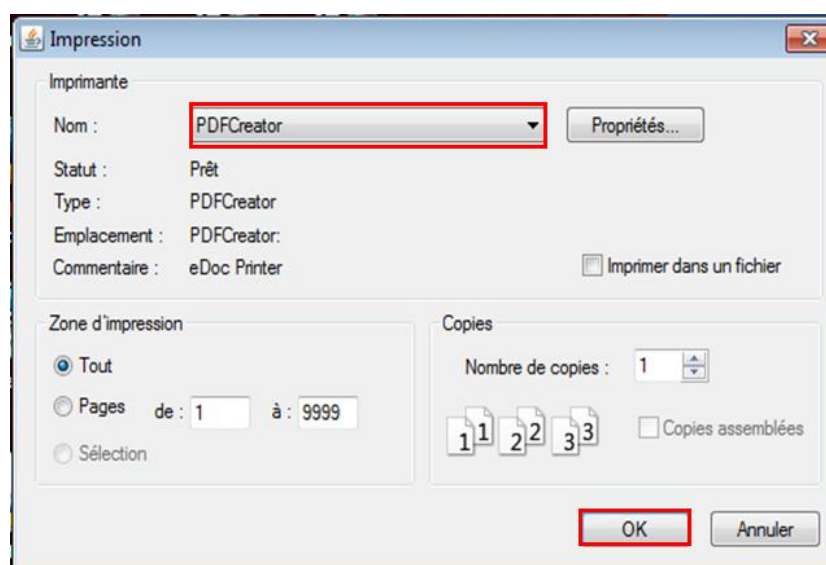 Impression
Imprimante
Nom : PDFCreator Propriétés...
Statut : Prêt
Type : PDFCreator
Emplacement : PDFCreator:
Commentaire : eDoc Printer Imprimer dans un fichier
Zone d'impression Copies
Tout Nombre de copies : 1
Pages de : 1 à : 9999
1 1 2 2 3 3 Copies assemblées
Sélection
OK Annuler